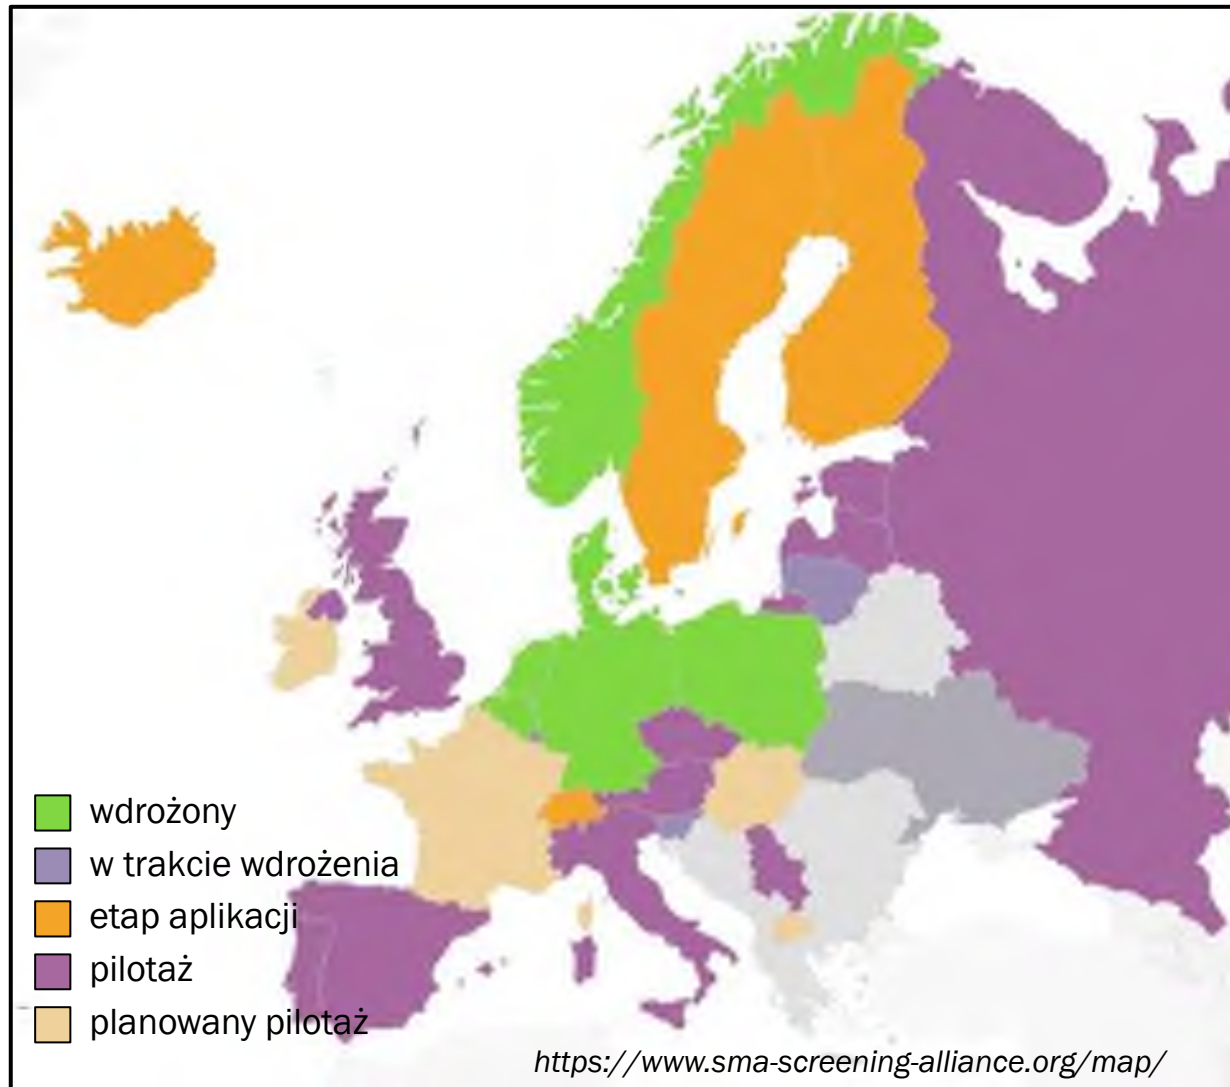 wdrożony
w trakcie wdrożenia
etap aplikacji
pilotaż
planowany pilotaż
https://www.sma-screening-alliance.org/map/